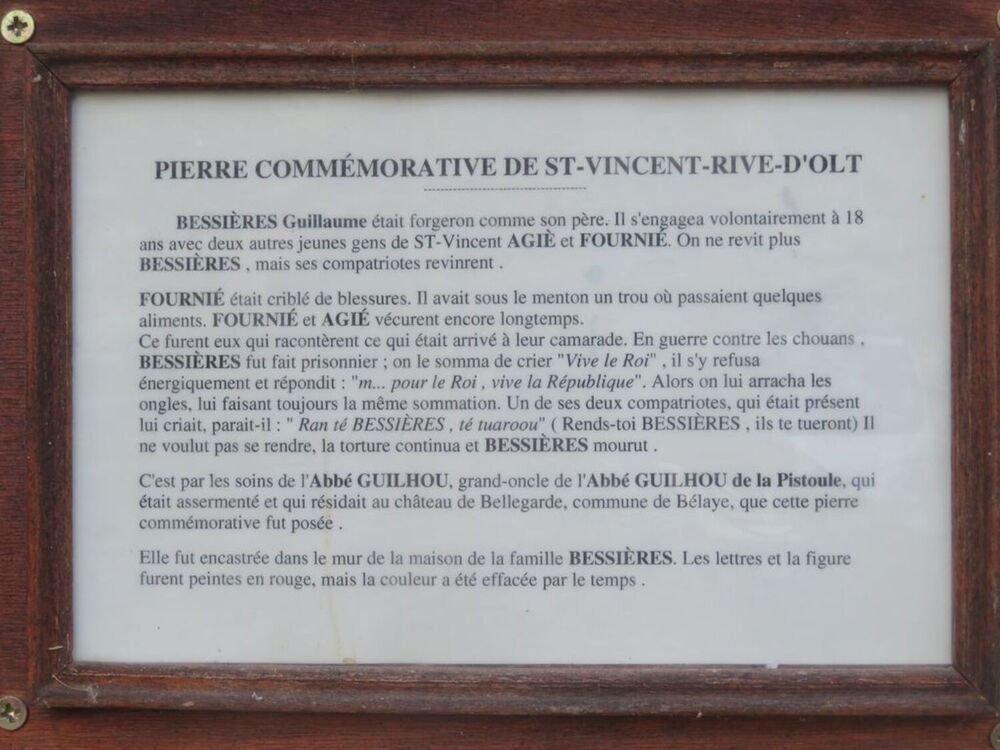 PIERRE COMMÉMORATIVE DE ST-VINCENT-RIVE-D'OLT
BESSIÈRES Guillaume était forgeron comme son père. Il s'engagea volontairement à 18
ans avec deux autres jeunes gens de ST-Vincent AGIÈ et FOURNIÉ. On ne revit plus
BESSIÈRES , mais ses compatriotes revinrent .
FOURNIÉ était criblé de blessures. Il avait sous le menton un trou où passaient quelques
aliments. FOURNIÉ et AGIÉ vécurent encore longtemps.
Ce furent eux qui racontèrent ce qui était arrivé à leur camarade. En guerre contre les chouans ,
BESSIÈRES fut fait prisonnier ; on le somma de crier "Vive le Roi" , il s'y refusa
énergiquement et répondit : "m... pour le Roi , vive la République". Alors on lui arracha les
ongles, lui faisant toujours la même sommation. Un de ses deux compatriotes, qui était présent
lui criait, parait-il : " Ran té BESSIÈRES , té tuaroou" ( Rends-toi BESSIÈRES , ils te tueront) Il
ne voulut pas se rendre, la torture continua et BESSIÈRES mourut .
C'est par les soins de l'Abbé GUILHOU, grand-oncle de l'Abbé GUILHOU de la Pistoule, qui
était assermenté et qui résidait au château de Bellegarde, commune de Bélaye, que cette pierre
commémorative fut posée .
Elle fut encastrée dans le mur de la maison de la famille BESSIÈRES. Les lettres et la figure
furent peintes en rouge, mais la couleur a été effacée par le temps .